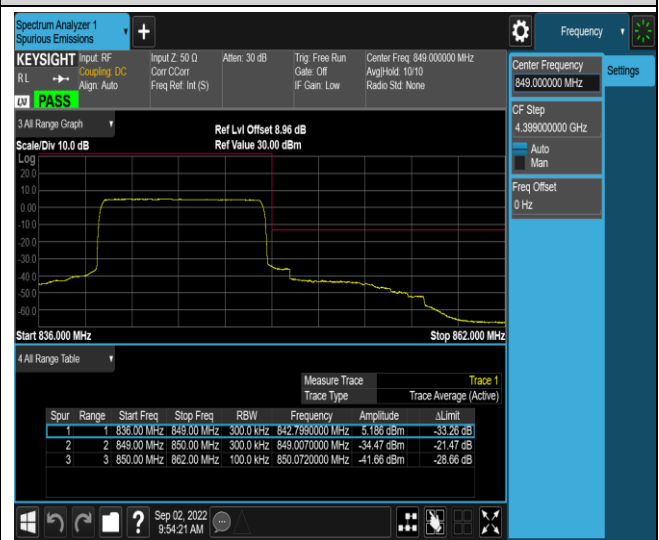 Spectrum Analyzer 1
Spurious Emissions
Frequency
KEYSIGHT Input: RF Input Z: 50 Ω Atten: 30 dB Trig: Free Run Center Freq: 849.000000 MHz
RL Coupling: DC Corr CCorr Gate: Off Avg|Hold: 10/10
Align: Auto Freq Ref: Int (S) IF Gain: Low Radio Std: None
PASS
Center Frequency
849.000000 MHz
Settings
CF Step
4.399000000 GHz
Auto
Man
Freq Offset
0 Hz
3 All Range Graph
Ref Lvl Offset 8.96 dB
Scale/Div 10.0 dB Ref Value 30.00 dBm
Log
20.0
10.0
0.00
-10.0
-20.0
-30.0
-40.0
-50.0
-60.0
Start 836.000 MHz Stop 862.000 MHz
4 All Range Table
Measure Trace Trace 1
Trace Type Trace Average (Active)
Spur Range Start Freq Stop Freq RBW Frequency Amplitude ΔLimit
1 1 836.00 MHz 849.00 MHz 300.0 kHz 842.7990000 MHz 5.186 dBm -33.26 dB
2 2 849.00 MHz 850.00 MHz 300.0 kHz 849.0070000 MHz -34.47 dBm -21.47 dB
3 3 850.00 MHz 862.00 MHz 100.0 kHz 850.0720000 MHz -41.66 dBm -28.66 dB
? Sep 02, 2022
9:54:21 AM